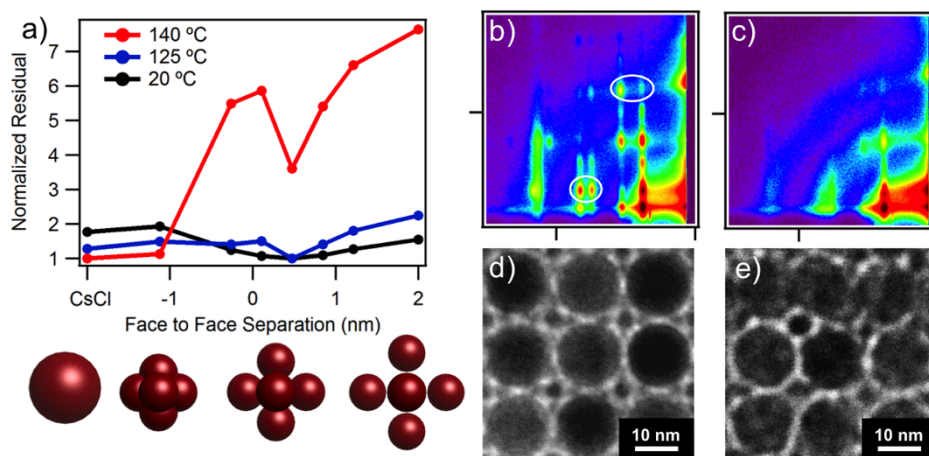 a)
140 ºC
125 ºC
20 ºC
7
6
5
4
3
2
1
Normalized Residual
CsCl
-1
0
1
2
Face to Face Separation (nm)
b)
c)
d)
10 nm
e)
10 nm